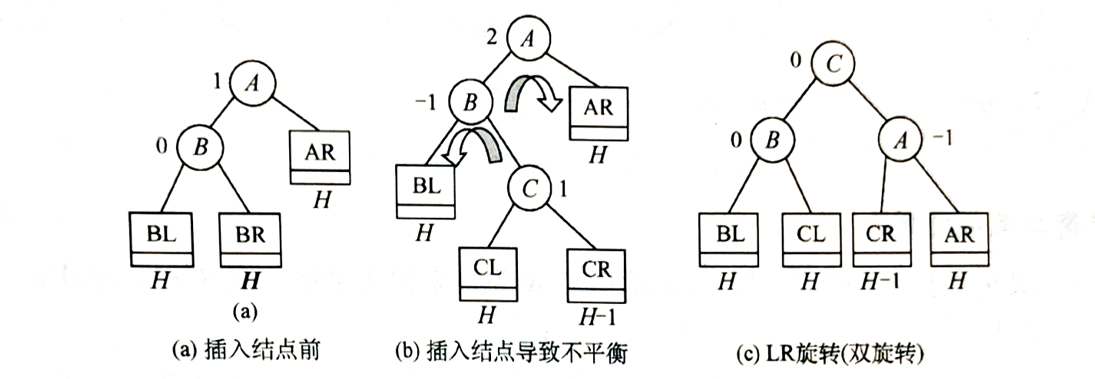 1 A
0 B
AR
H
BL BR
H H
(a)
(a) 插入结点前
2 A
-1 B
AR
H
BL
H
C 1
CL CR
H H-1
(b) 插入结点导致不平衡
0 C
0 B A -1
BL CL CR AR
H H H-1 H
(c) LR旋转(双旋转)